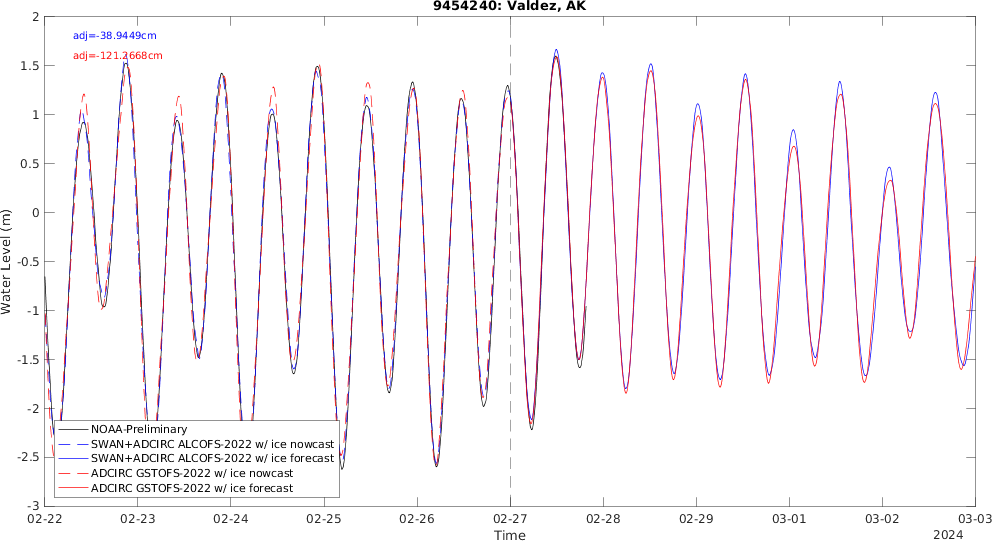 9454240: Valdez, AK
adj=-38.9449cm
adj=-121.2668cm
Water Level (m)
2
1.5
1
0.5
0
-0.5
-1
-1.5
-2
-2.5
-3
NOAA-Preliminary
SWAN+ADCIRC ALCOFS-2022 w/ ice nowcast
SWAN+ADCIRC ALCOFS-2022 w/ ice forecast
ADCIRC GSTOFS-2022 w/ ice nowcast
ADCIRC GSTOFS-2022 w/ ice forecast
02-22 02-23 02-24 02-25 02-26 02-27 02-28 02-29 03-01 03-02 03-03
Time
2024